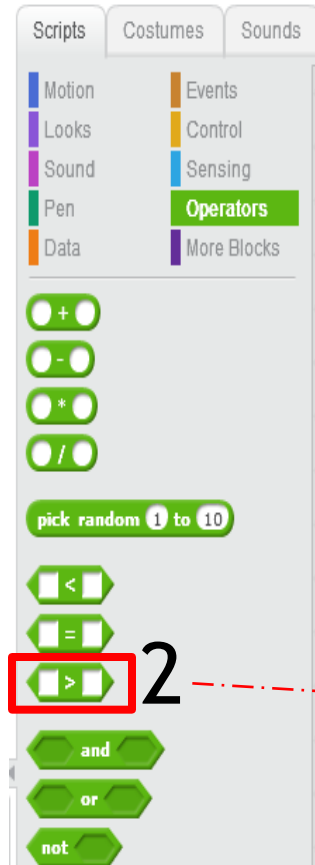 Scripts Costumes Sounds
Motion Events
Looks Control
Sound Sensing
Pen Operators
Data More Blocks
+
-
*
/
pick random 1 to 10
<
=
> 2
and
or
not